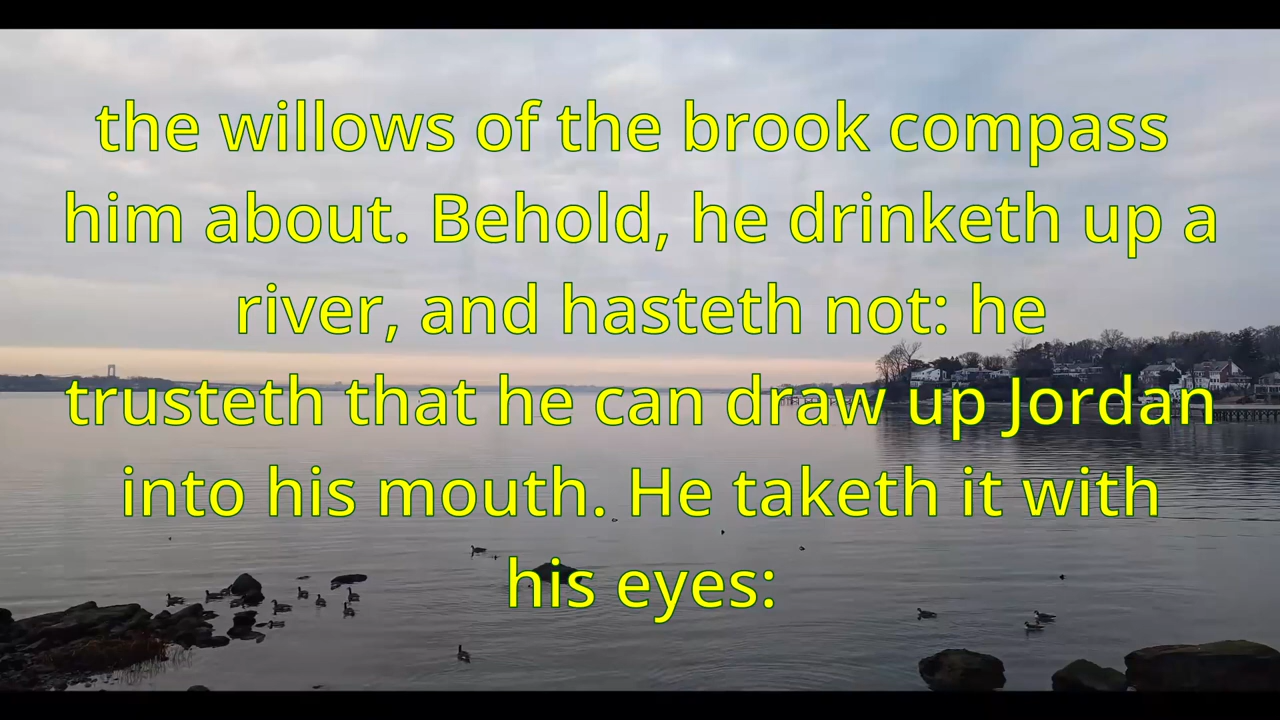 the willows of the brook compass
him about. Behold, he drinketh up a
river, and hasteth not: he
trusteth that he can draw up Jordan
into his mouth. He taketh it with
his eyes: